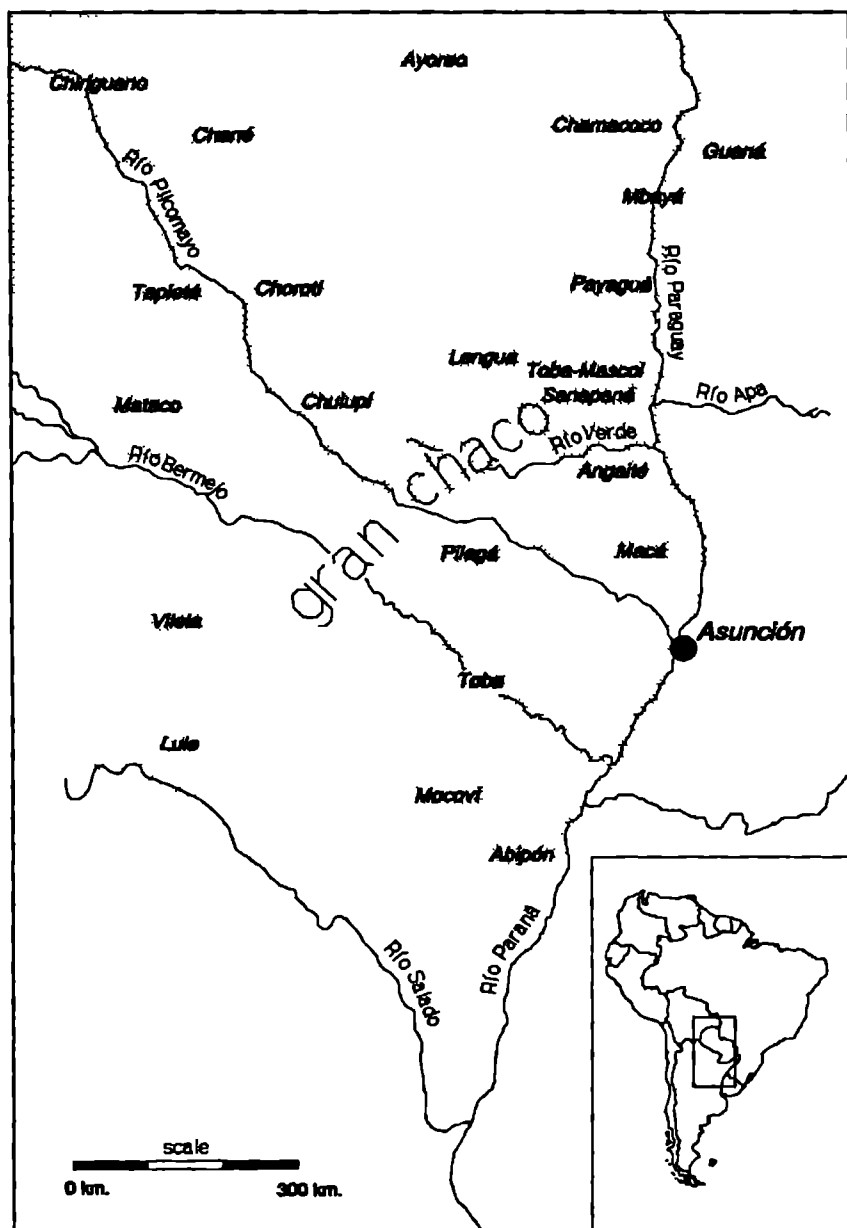 Ayoreo
Chiriguano
Chamacoco
Chané
Guaná
Río Pilcomayo
Mbayá
Payaguá
Río Paraguay
Tapieté
Chorotí
Lengua
Toba-Mascoi
Sanapaná
Río Apa
Mataco
Chulupí
gran chaco
Río Verde
Angaité
Río Bermejo
Pilagá
Macá
Vilela
Asunción
Toba
Lule
Mocoví
Abipón
Río Paraná
Río Salado
scale
0 km.
300 km.